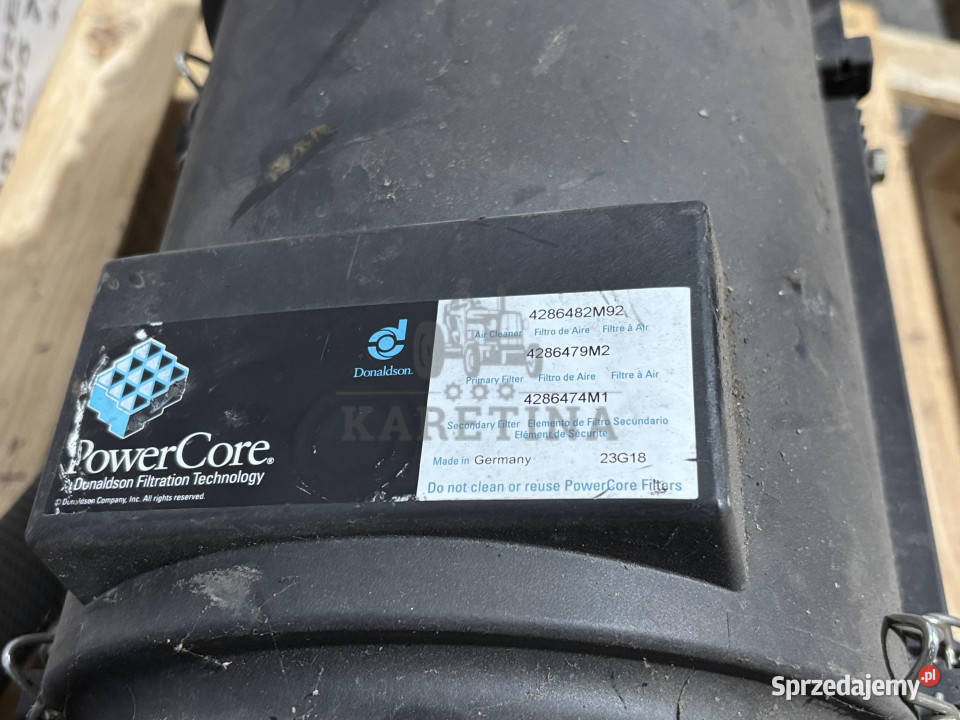 4286482M92
Air Cleaner Filtro de Aire Filtre à Air
4286479M2
Primary Filter Filtro de Aire Filtre à Air
4286474M1
Secondary Filter Elemento de Filtro Secundario
Elément de Sécurité
Made in Germany 23G18
Do not clean or reuse PowerCore Filters
Donaldson.
PowerCore®
Donaldson Filtration Technology
© Donaldson Company, Inc. All rights reserved.
KARETINA
Sprzedajemy.pl